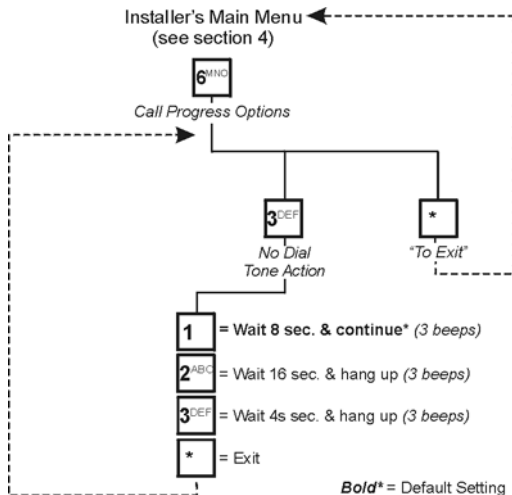 Installer's Main Menu
(see section 4)
6MNO
Call Progress Options
3DEF
*
No Dial
Tone Action
"To Exit"
1 = Wait 8 sec. & continue* (3 beeps)
2ABC = Wait 16 sec. & hang up (3 beeps)
3DEF = Wait 4s sec. & hang up (3 beeps)
* = Exit
Bold* = Default Setting